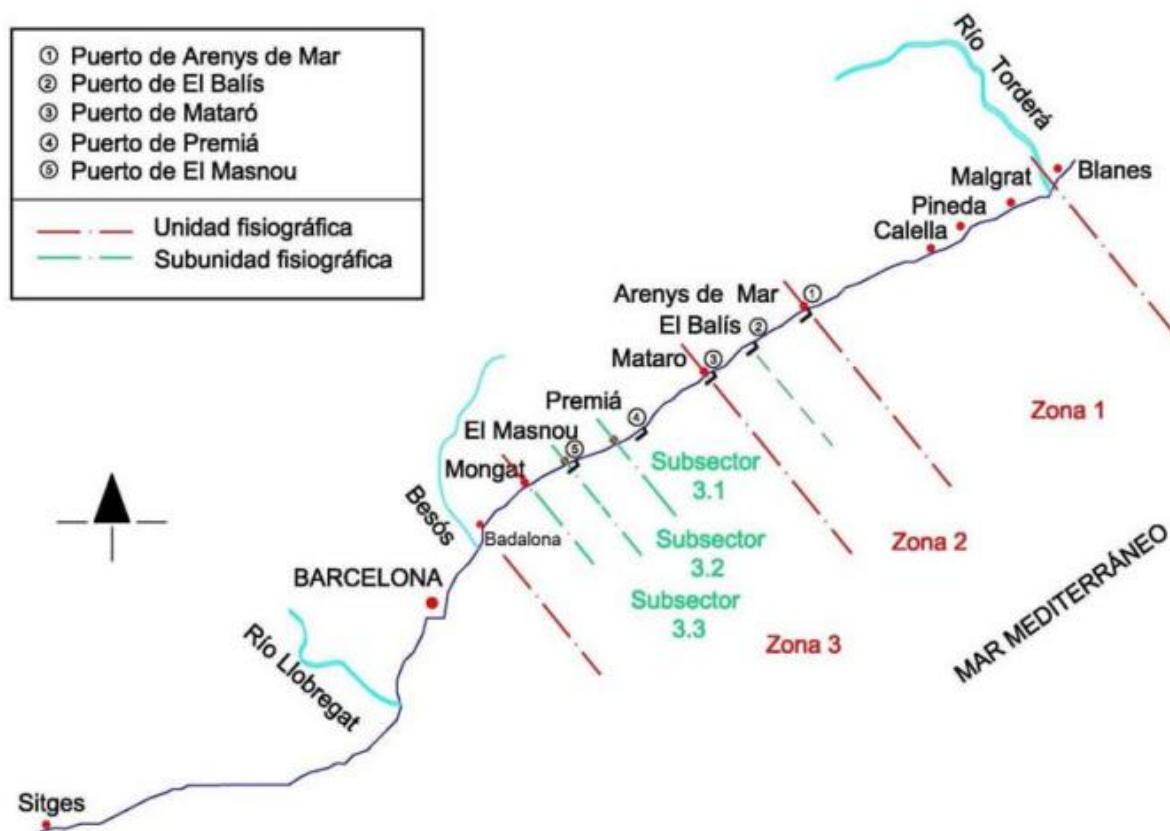 ① Puerto de Arenys de Mar
② Puerto de El Balís
③ Puerto de Mataró
④ Puerto de Premiá
⑤ Puerto de El Masnou
Unidad fisiográfica
Subunidad fisiográfica
Río Torderá
Blanes
Malgrat
Pineda
Calella
Arenys de Mar
①
El Balís
②
Mataro
③
Premiá
④
El Masnou
⑤
Mongat
Besós
Badalona
BARCELONA
Río Llobregat
Sitges
Zona 1
Zona 2
Zona 3
Subsector
3.1
Subsector
3.2
Subsector
3.3
MAR MEDITERRÁNEO